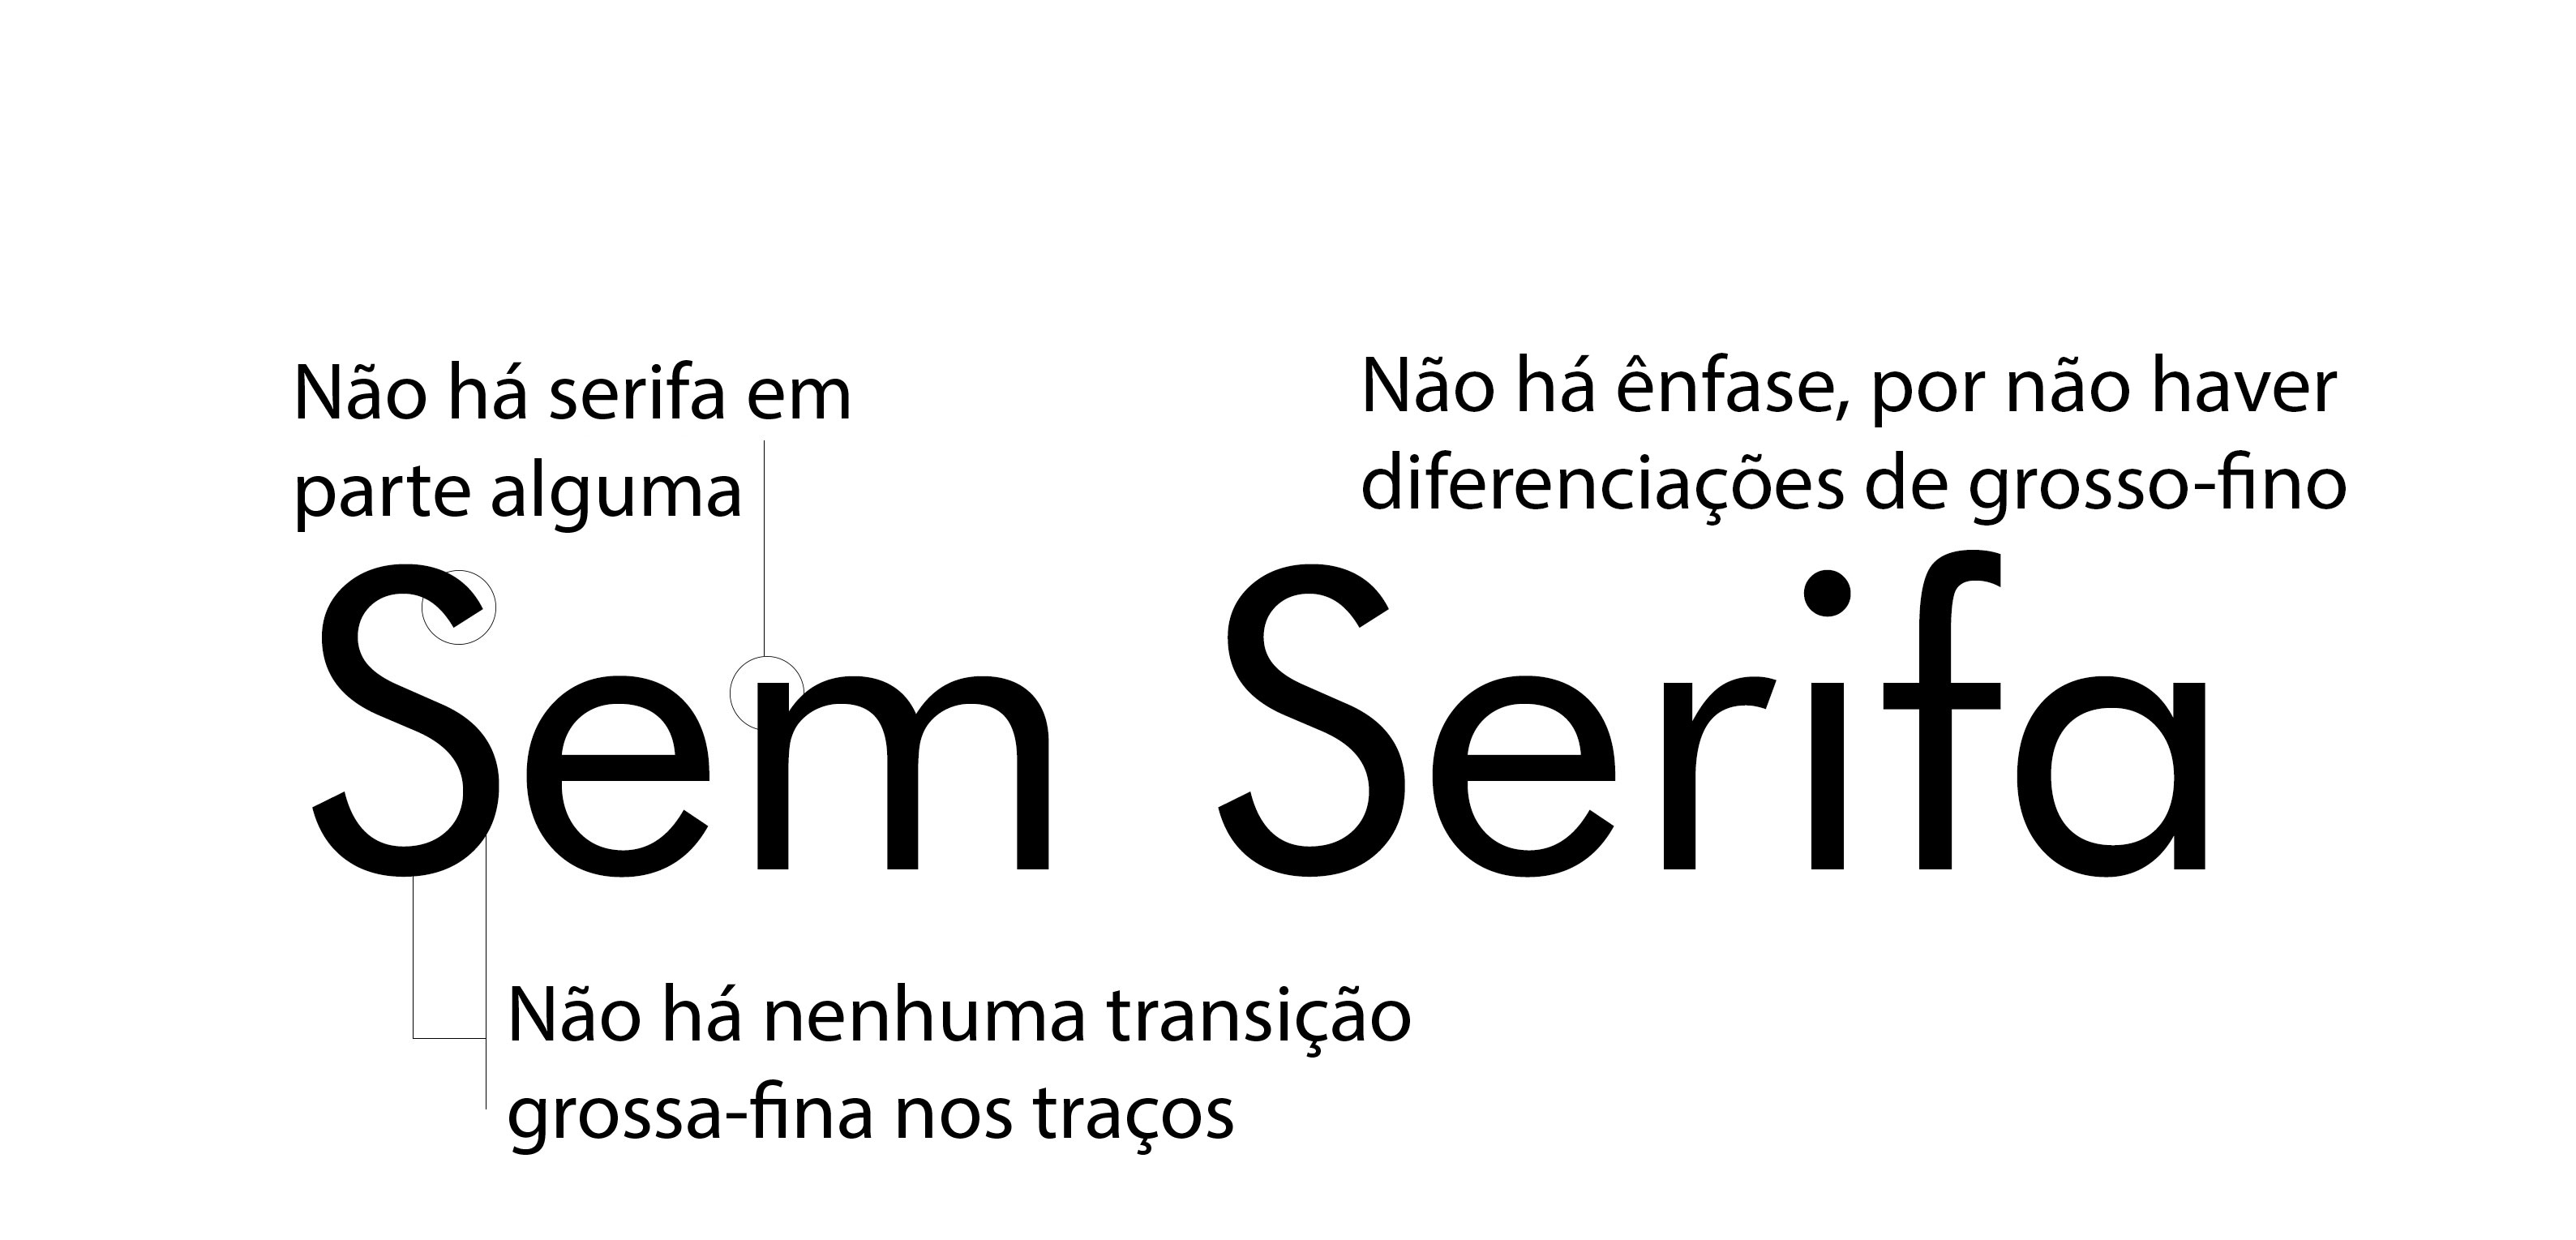 Não há serifa em
parte alguma
Não há ênfase, por não haver
diferenciações de grosso-fino
Sem Serifa
Não há nenhuma transição
grossa-fina nos traços